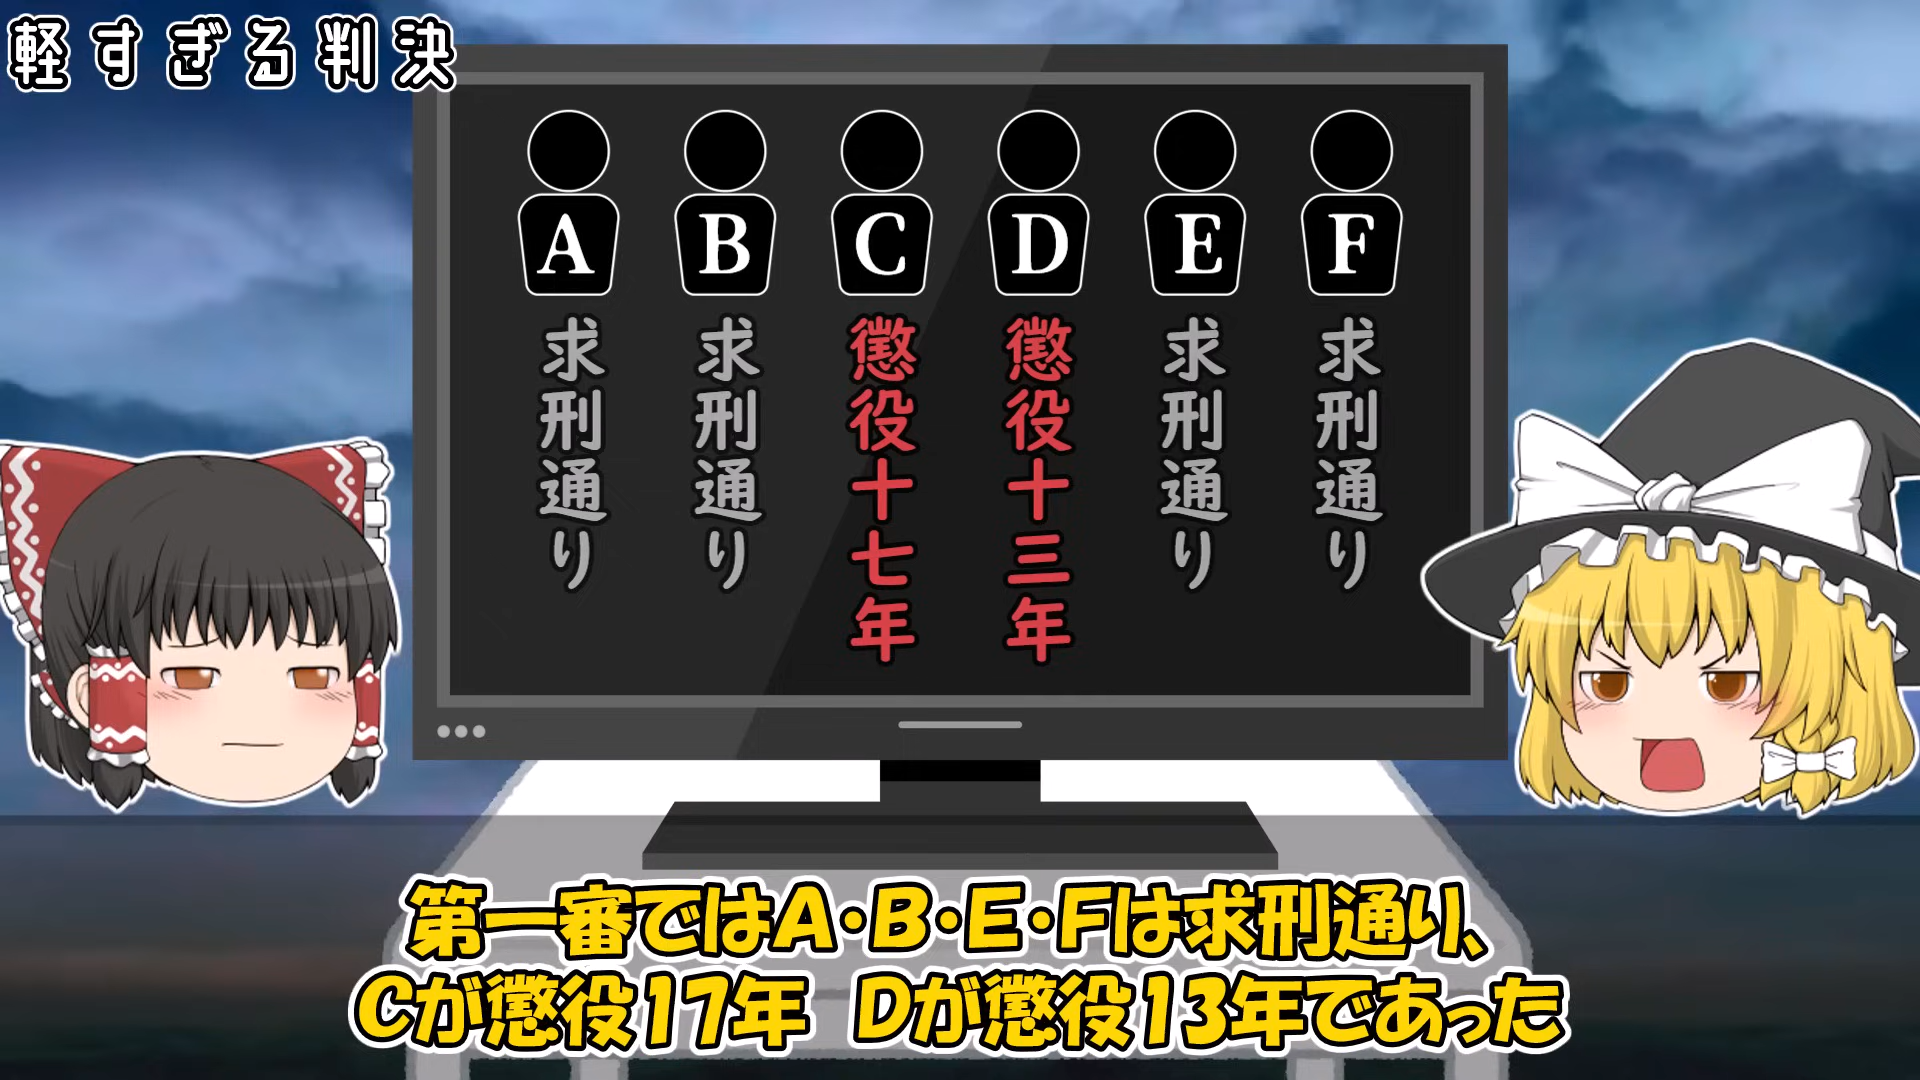 軽すぎる判決
A
B
C
D
E
F
求刑通り
求刑通り
懲役十七年
懲役十三年
求刑通り
求刑通り
第一審ではA・B・E・Fは求刑通り、
Cが懲役17年 Dが懲役13年であった